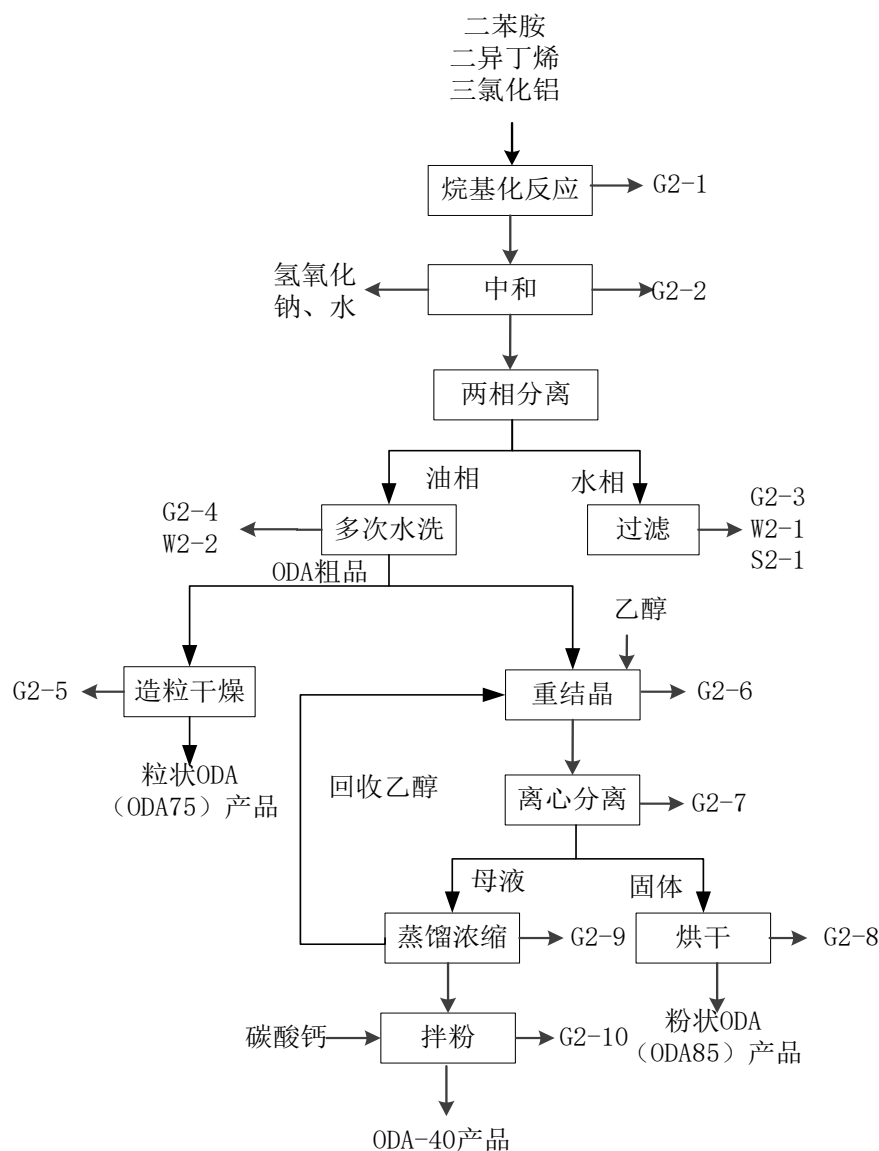 二苯胺
二异丁烯
三氯化铝
烷基化反应
G2-1
氢氧化
钠、水
中和
G2-2
两相分离
油相
水相
G2-4
W2-2
多次水洗
过滤
G2-3
W2-1
S2-1
ODA粗品
乙醇
G2-5
造粒干燥
重结晶
G2-6
粒状ODA
（ODA75）产品
回收乙醇
离心分离
G2-7
母液
固体
蒸馏浓缩
G2-9
烘干
G2-8
碳酸钙
拌粉
G2-10
粉状ODA
（ODA85）产品
ODA-40产品